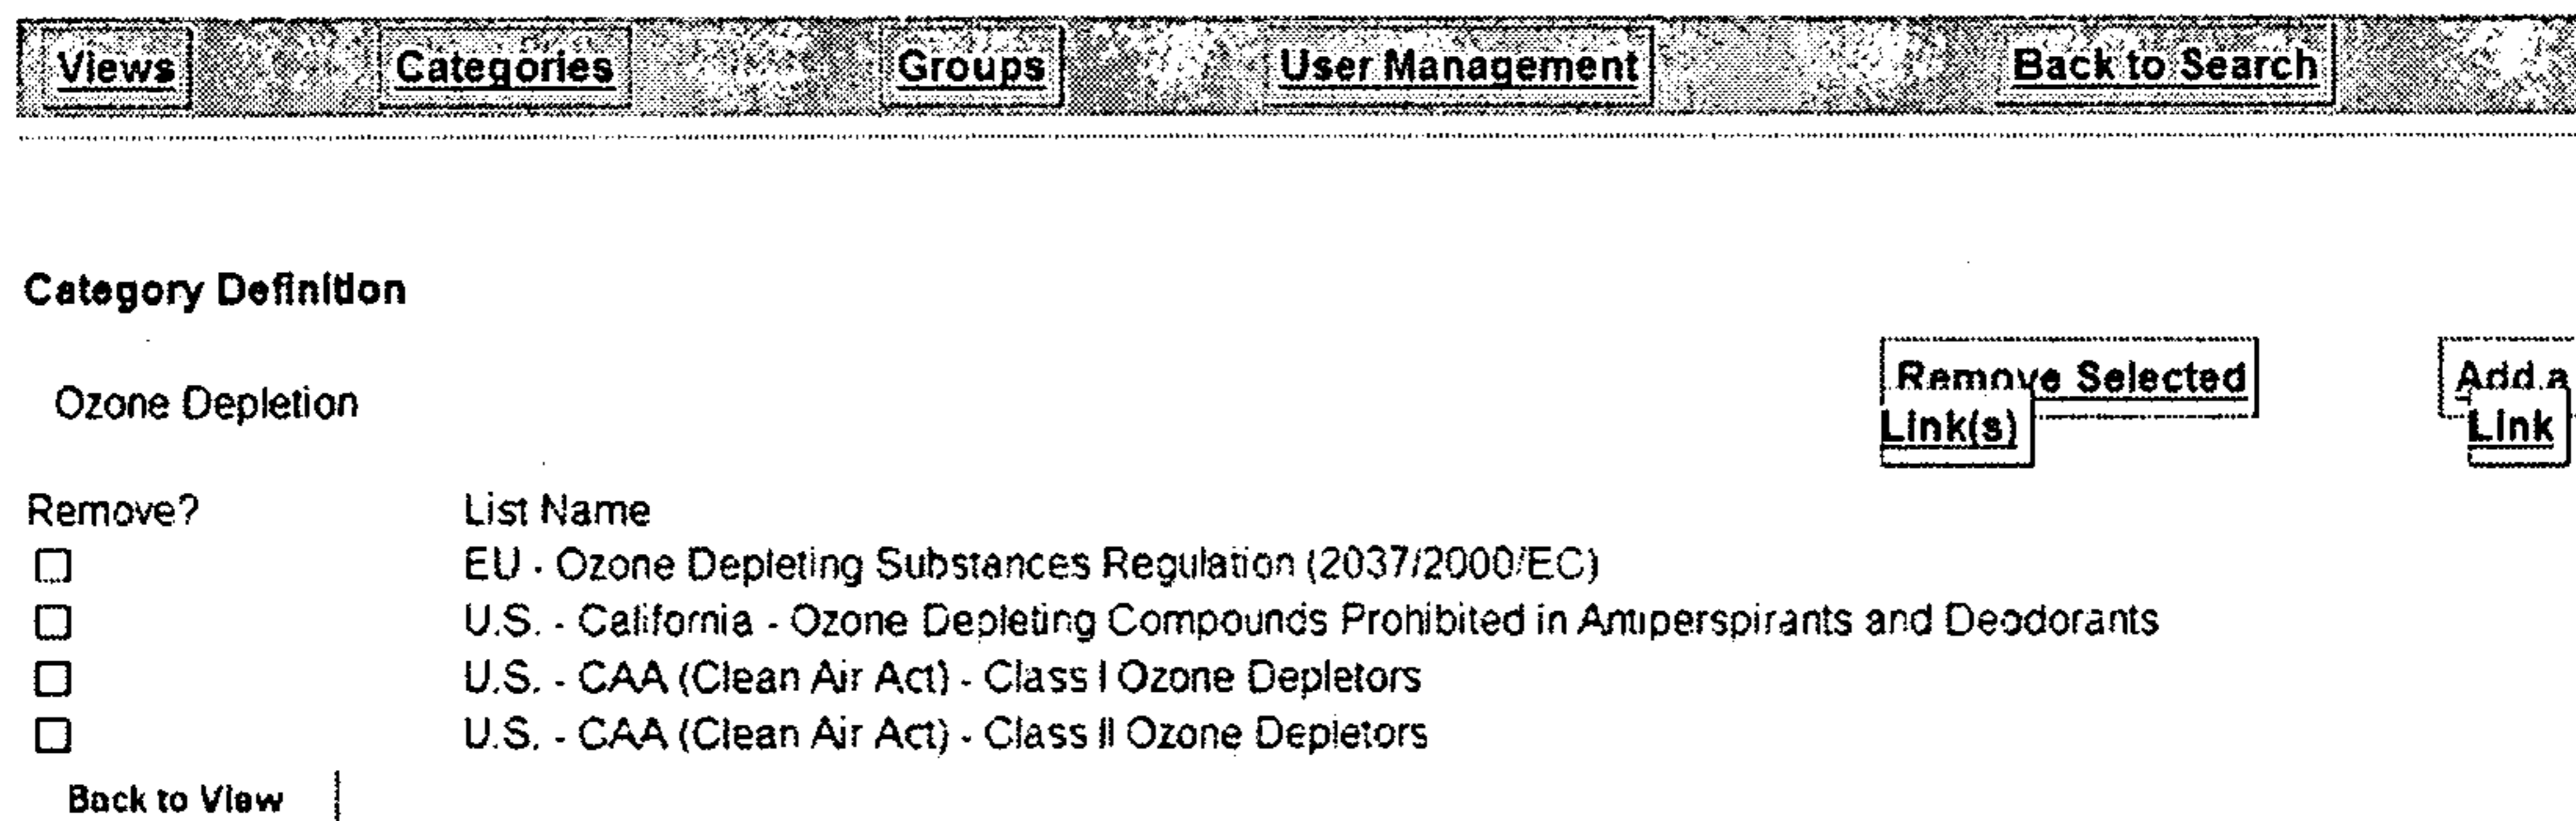 Views Categories Groups User Management Back to Search
Category Definition
Ozone Depletion
Remove Selected Link(s)
Add a Link
Remove? List Name
EU - Ozone Depleting Substances Regulation (2037/2000/EC)
U.S. - California - Ozone Depleting Compounds Prohibited in Antiperspirants and Deodorants
U.S. - CAA (Clean Air Act) - Class I Ozone Depletors
U.S. - CAA (Clean Air Act) - Class II Ozone Depletors
Back to View